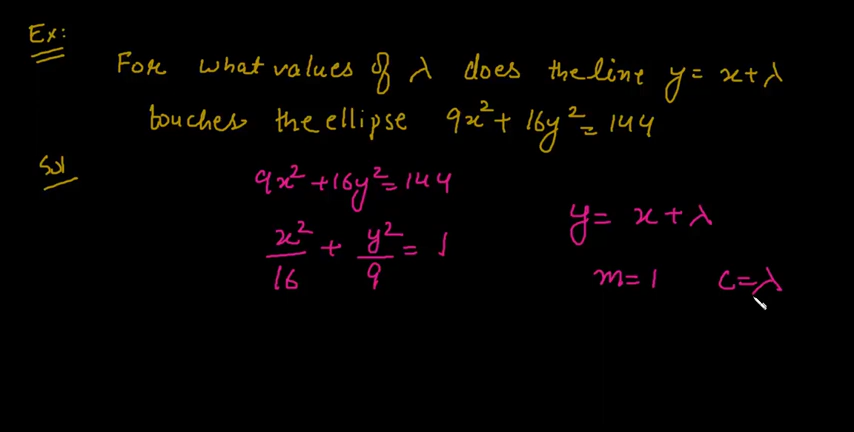 Ex:
For what values of λ does the line y = x+λ
touches the ellipse 9x² + 16y² = 144
Sol
9x² + 16y² = 144
x²/16 + y²/9 = 1
y = x + λ
m = 1 c = λ